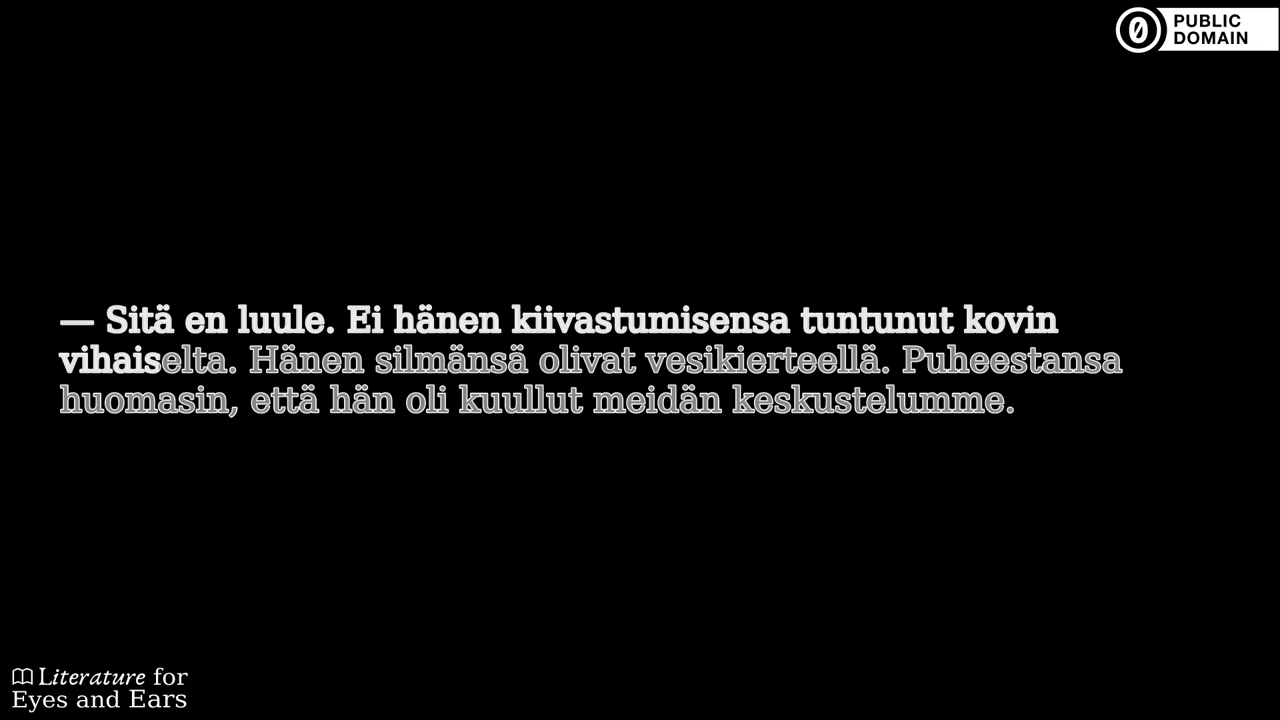 PUBLIC
DOMAIN
— Sitä en luule. Ei hänen kiivastumisensa tuntunut kovin
vihaiselta. Hänen silmänsä olivat vesikierteellä. Puheestansa
huomasin, että hän oli kuullut meidän keskustelumme.
Literature for
Eyes and Ears